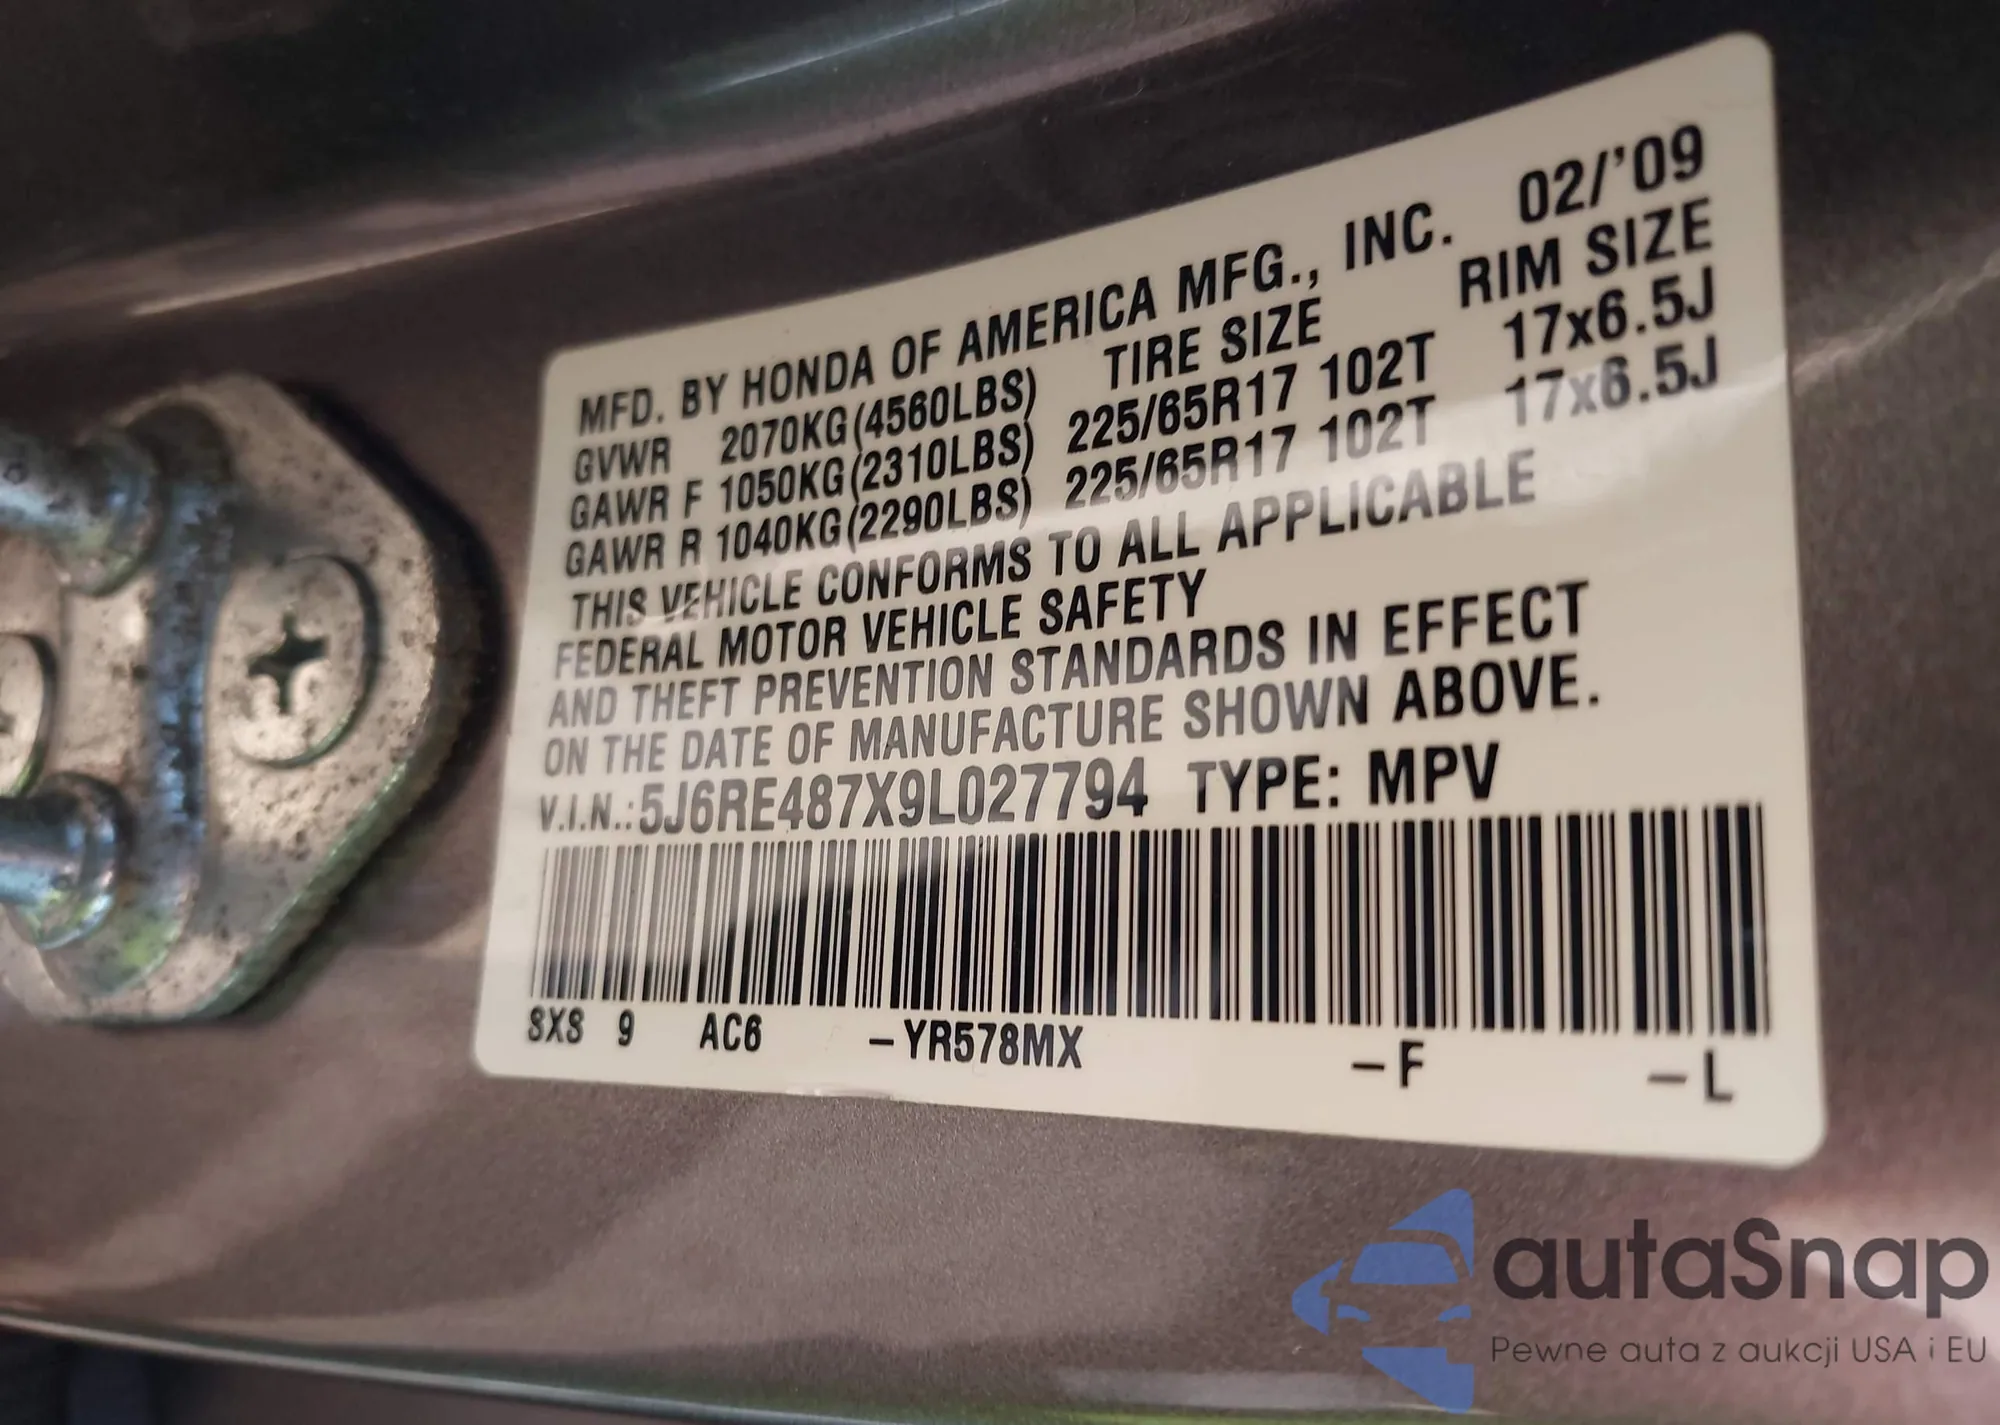 MFD. BY HONDA OF AMERICA MFG., INC. 02/'09
TIRE SIZE RIM SIZE
GVWR 2070KG(4560LBS)
GAWR F 1050KG(2310LBS) 225/65R17 102T 17x6.5J
GAWR R 1040KG(2290LBS) 225/65R17 102T 17x6.5J
THIS VEHICLE CONFORMS TO ALL APPLICABLE
FEDERAL MOTOR VEHICLE SAFETY
AND THEFT PREVENTION STANDARDS IN EFFECT
ON THE DATE OF MANUFACTURE SHOWN ABOVE.
V.I.N.:5J6RE487X9L027794 TYPE: MPV
SXS 9 AC6 –YR578MX –F –L
autaSnap
Pewne auta z aukcji USA i EU